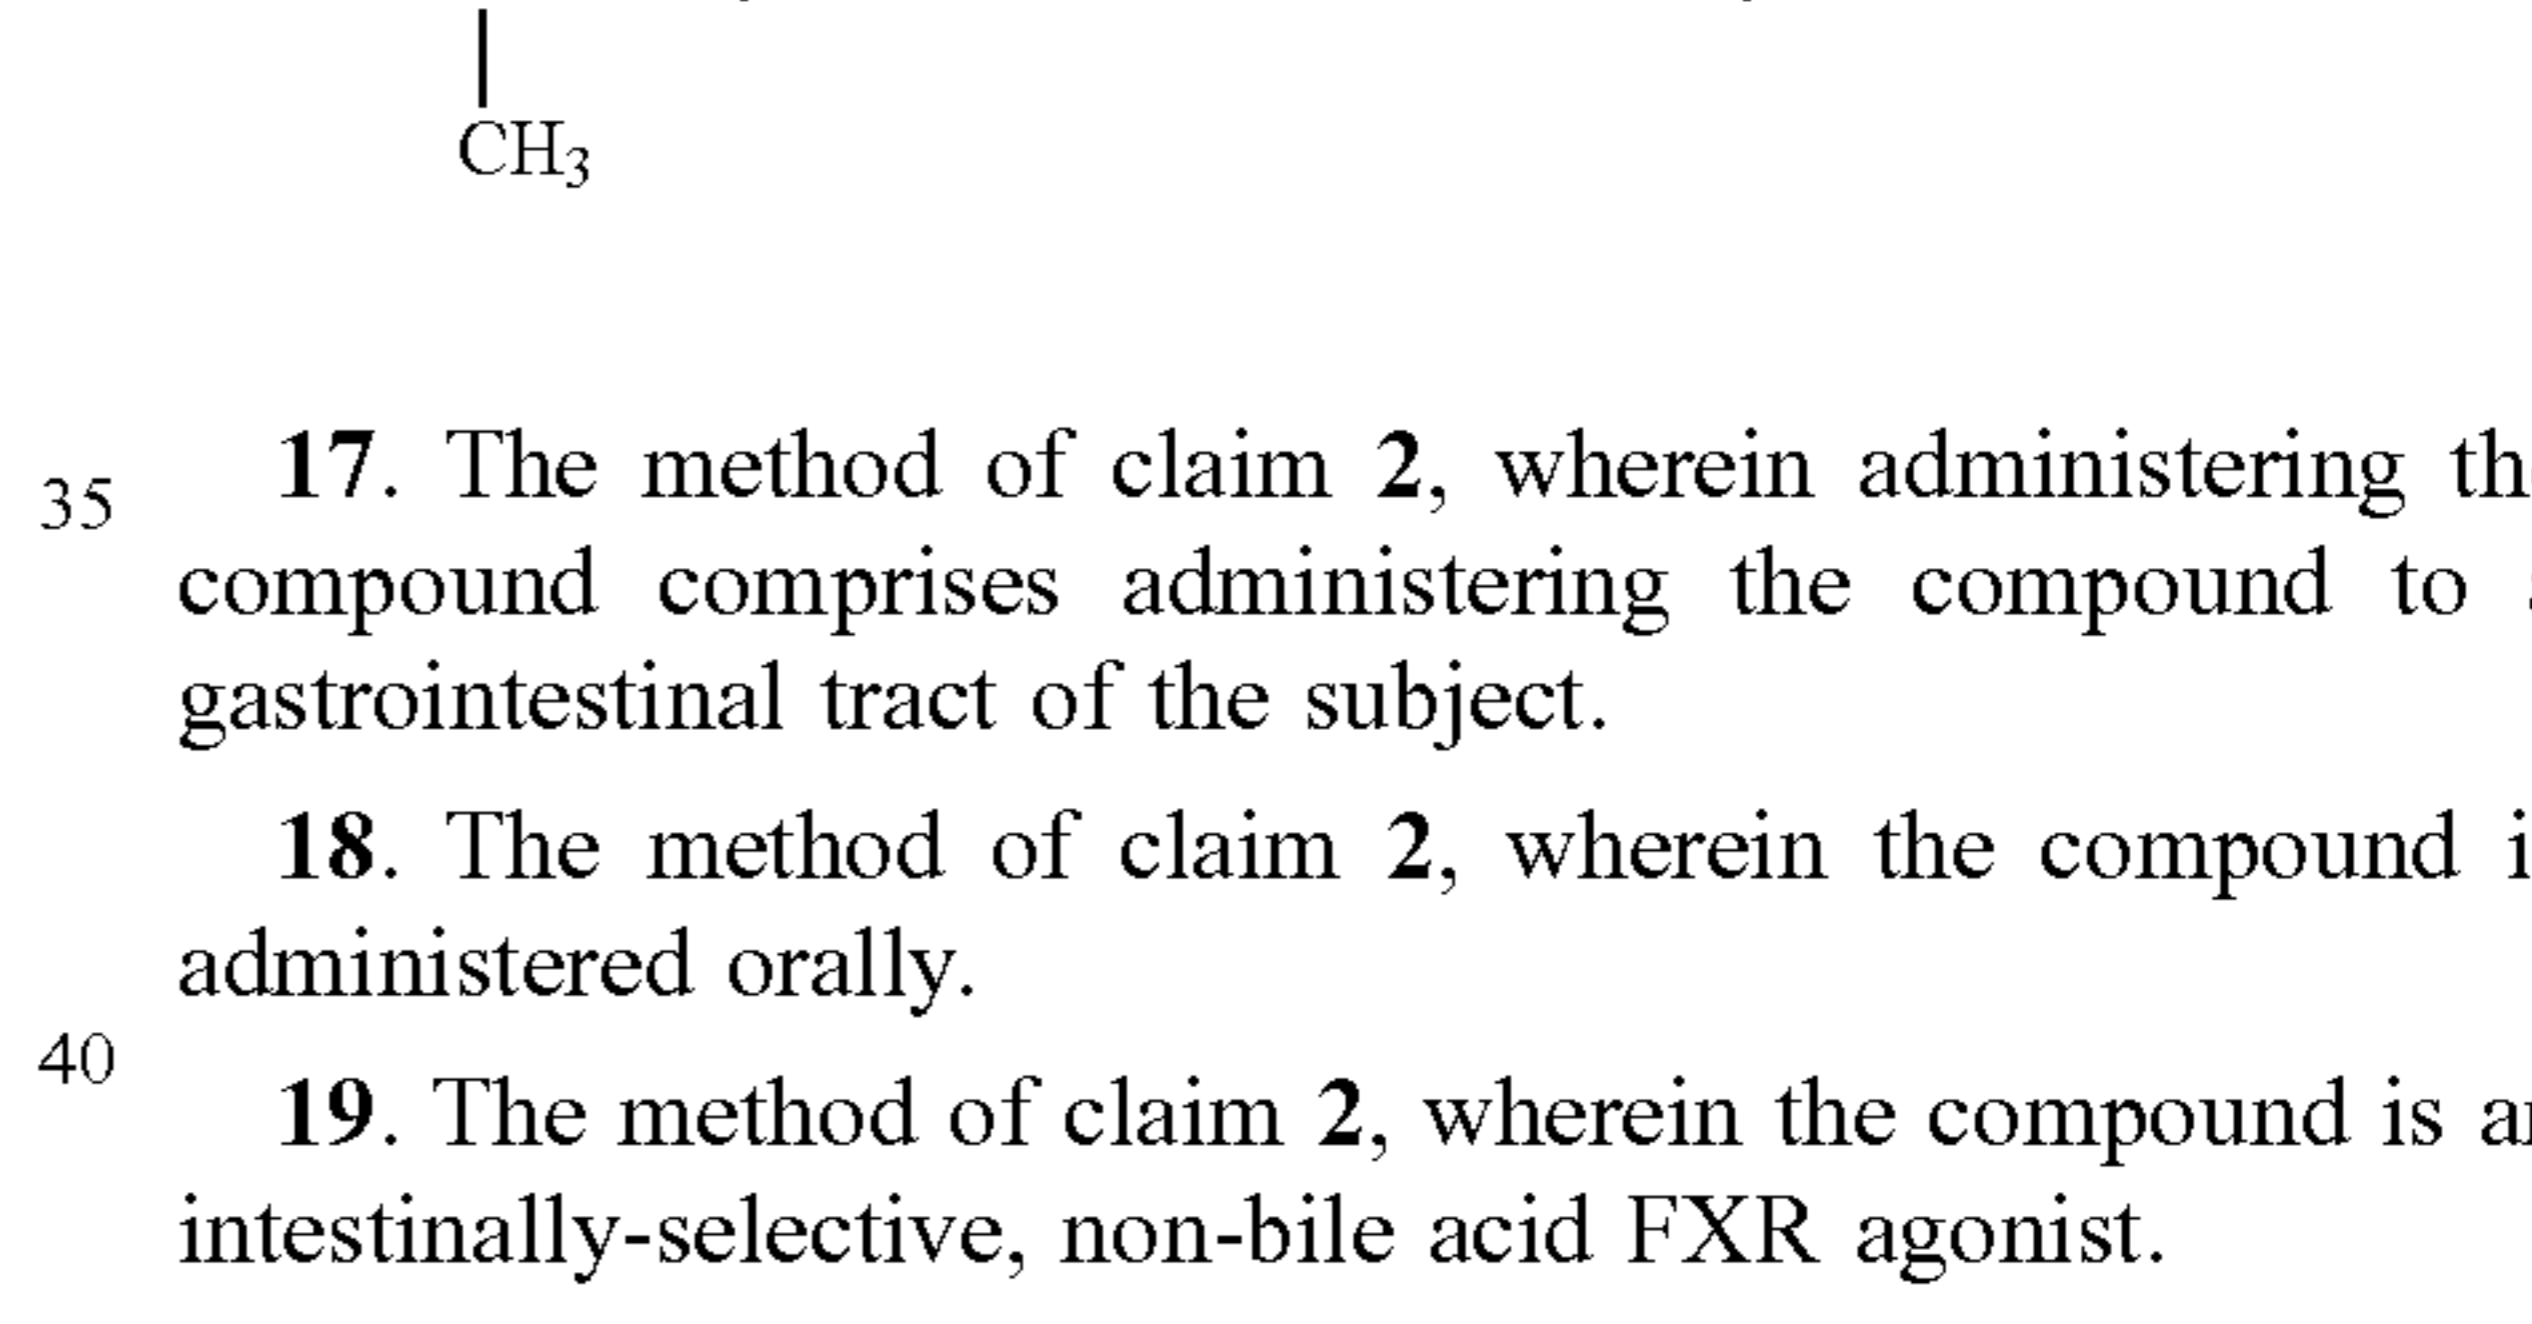 CH3
17. The method of claim 2, wherein administering
35
compound comprises administering the compound to
gastrointestinal tract of the subject.
18. The method of claim 2, wherein the compound
administered orally.
40
19. The method of claim 2, wherein the compound is
intestinally-selective, non-bile acid FXR agonist.